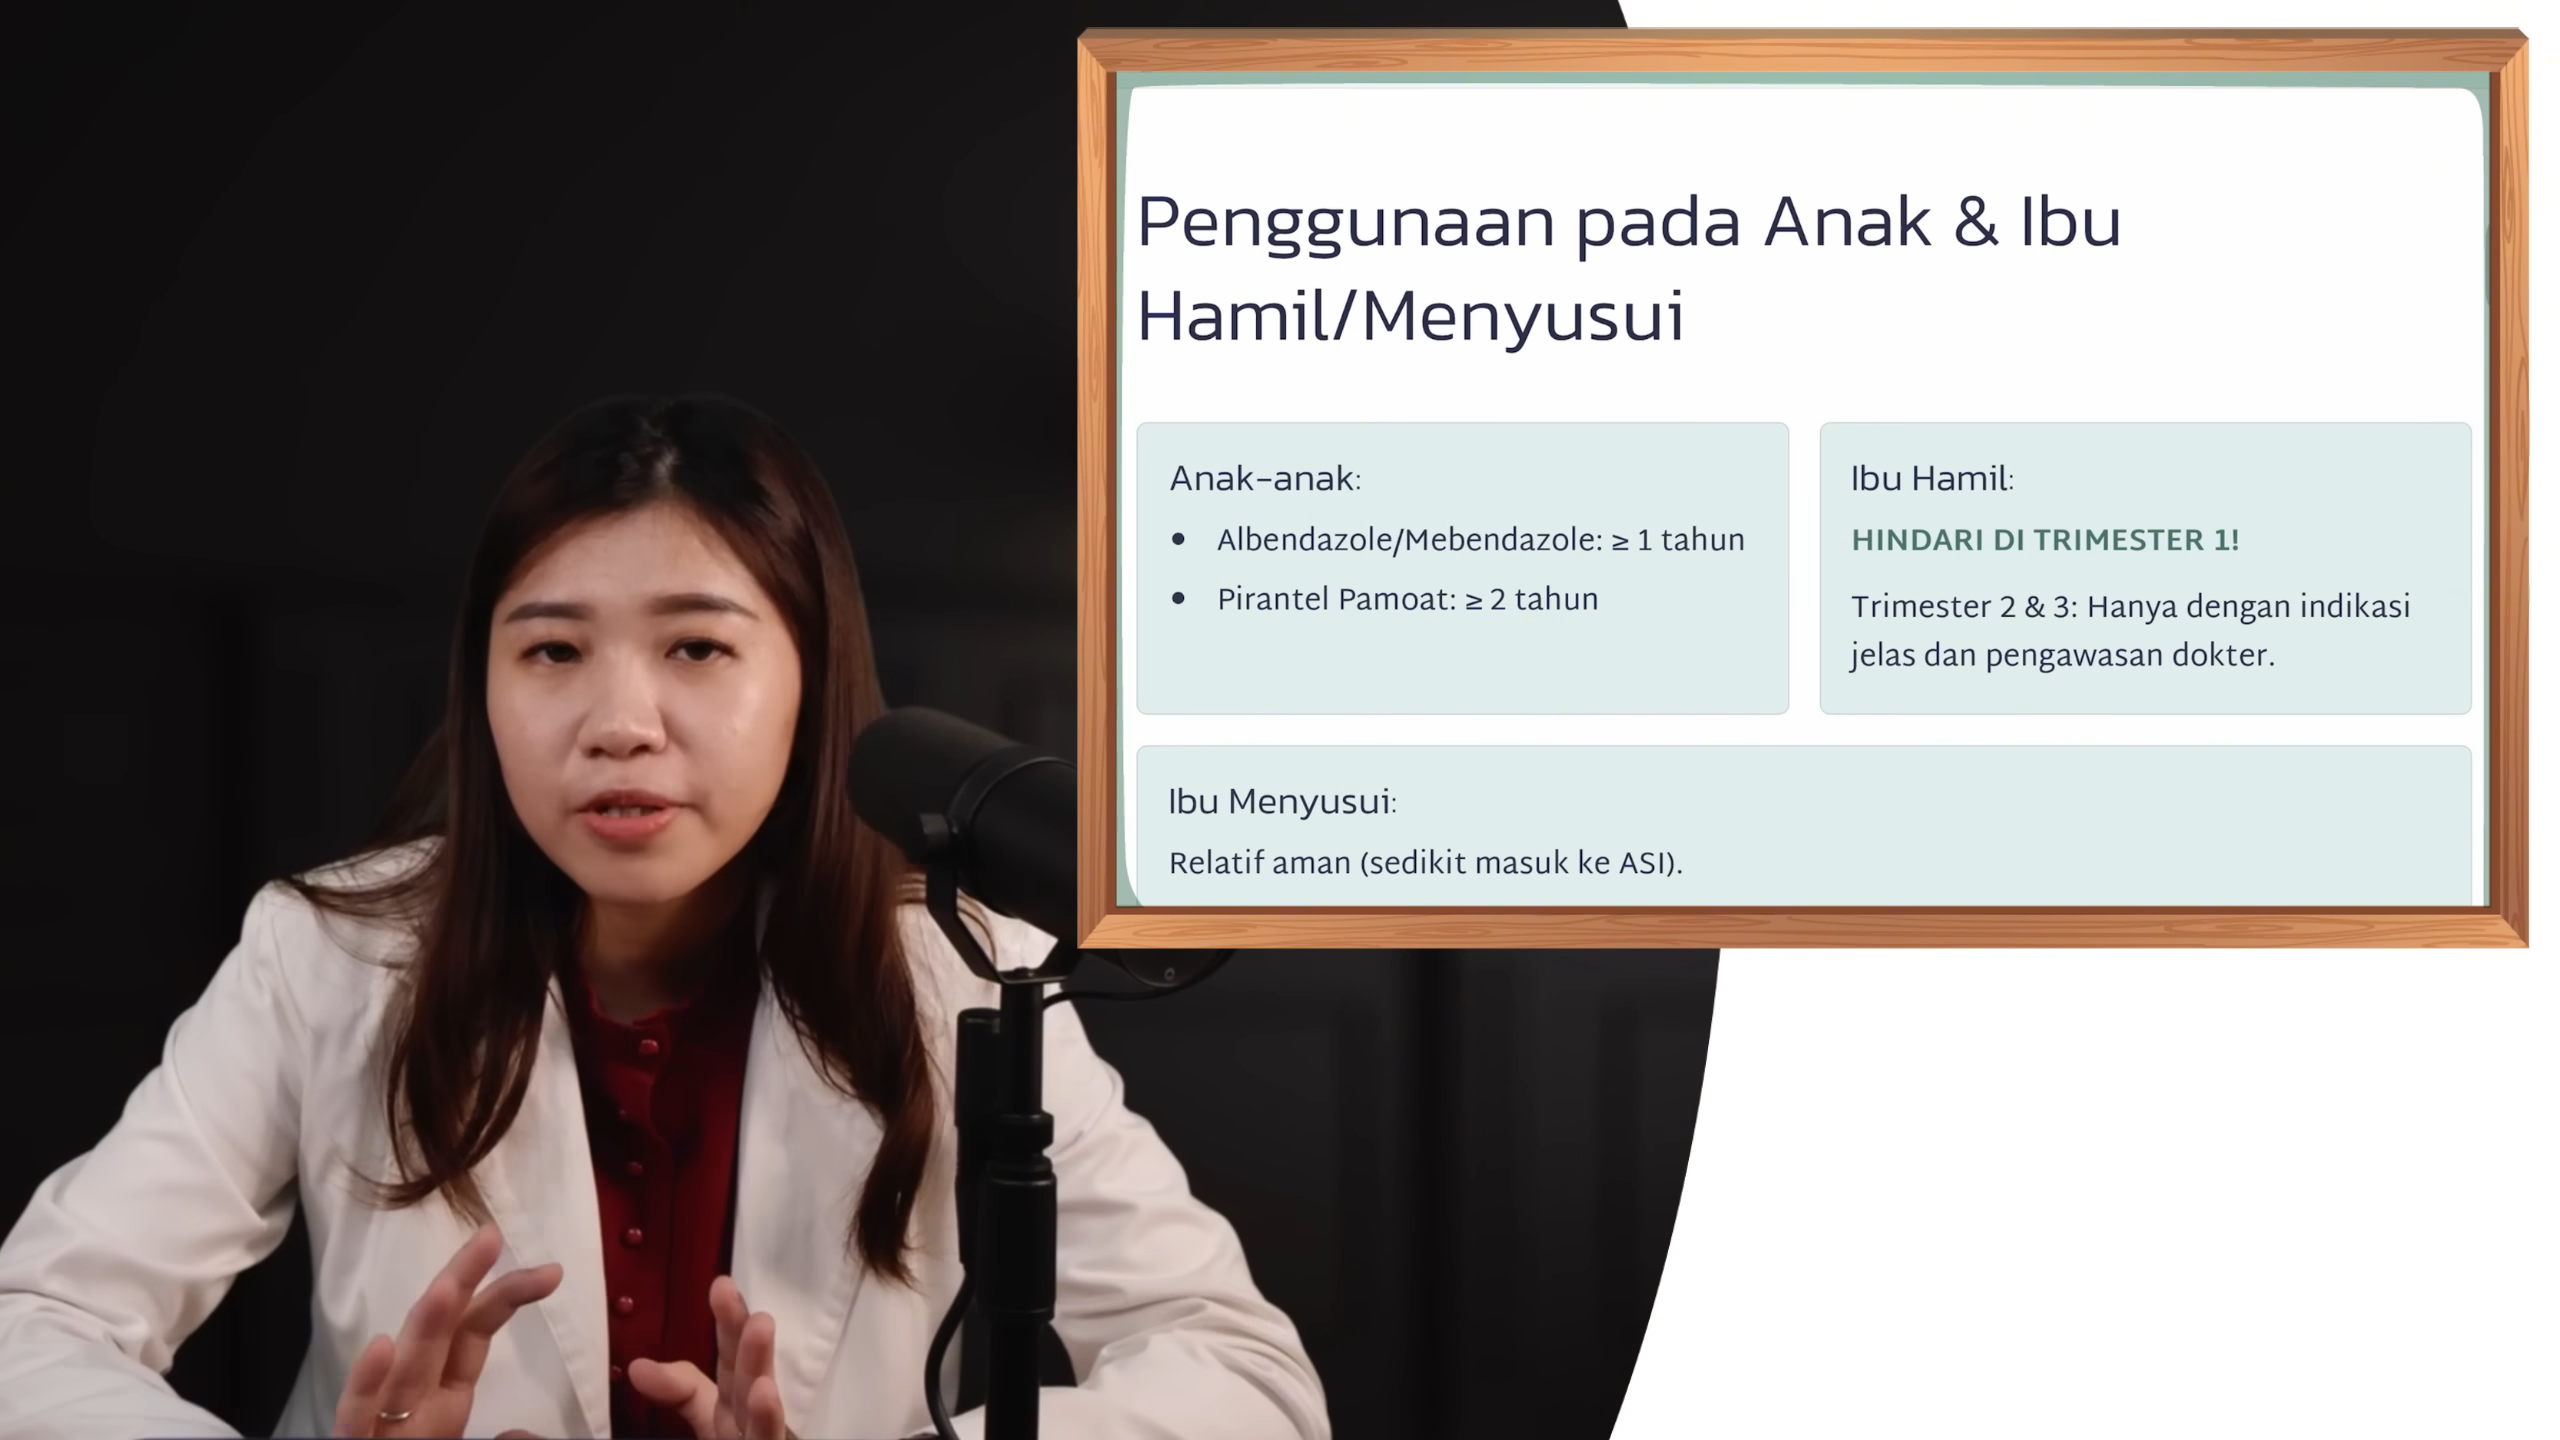 Penggunaan pada Anak & Ibu
Hamil/Menyusui
Anak-anak:
• Albendazole/Mebendazole: ≥ 1 tahun
• Pirantel Pamoat: ≥ 2 tahun
Ibu Hamil:
HINDARI DI TRIMESTER 1!
Trimester 2 & 3: Hanya dengan indikasi
jelas dan pengawasan dokter.
Ibu Menyusui:
Relatif aman (sedikit masuk ke ASI).